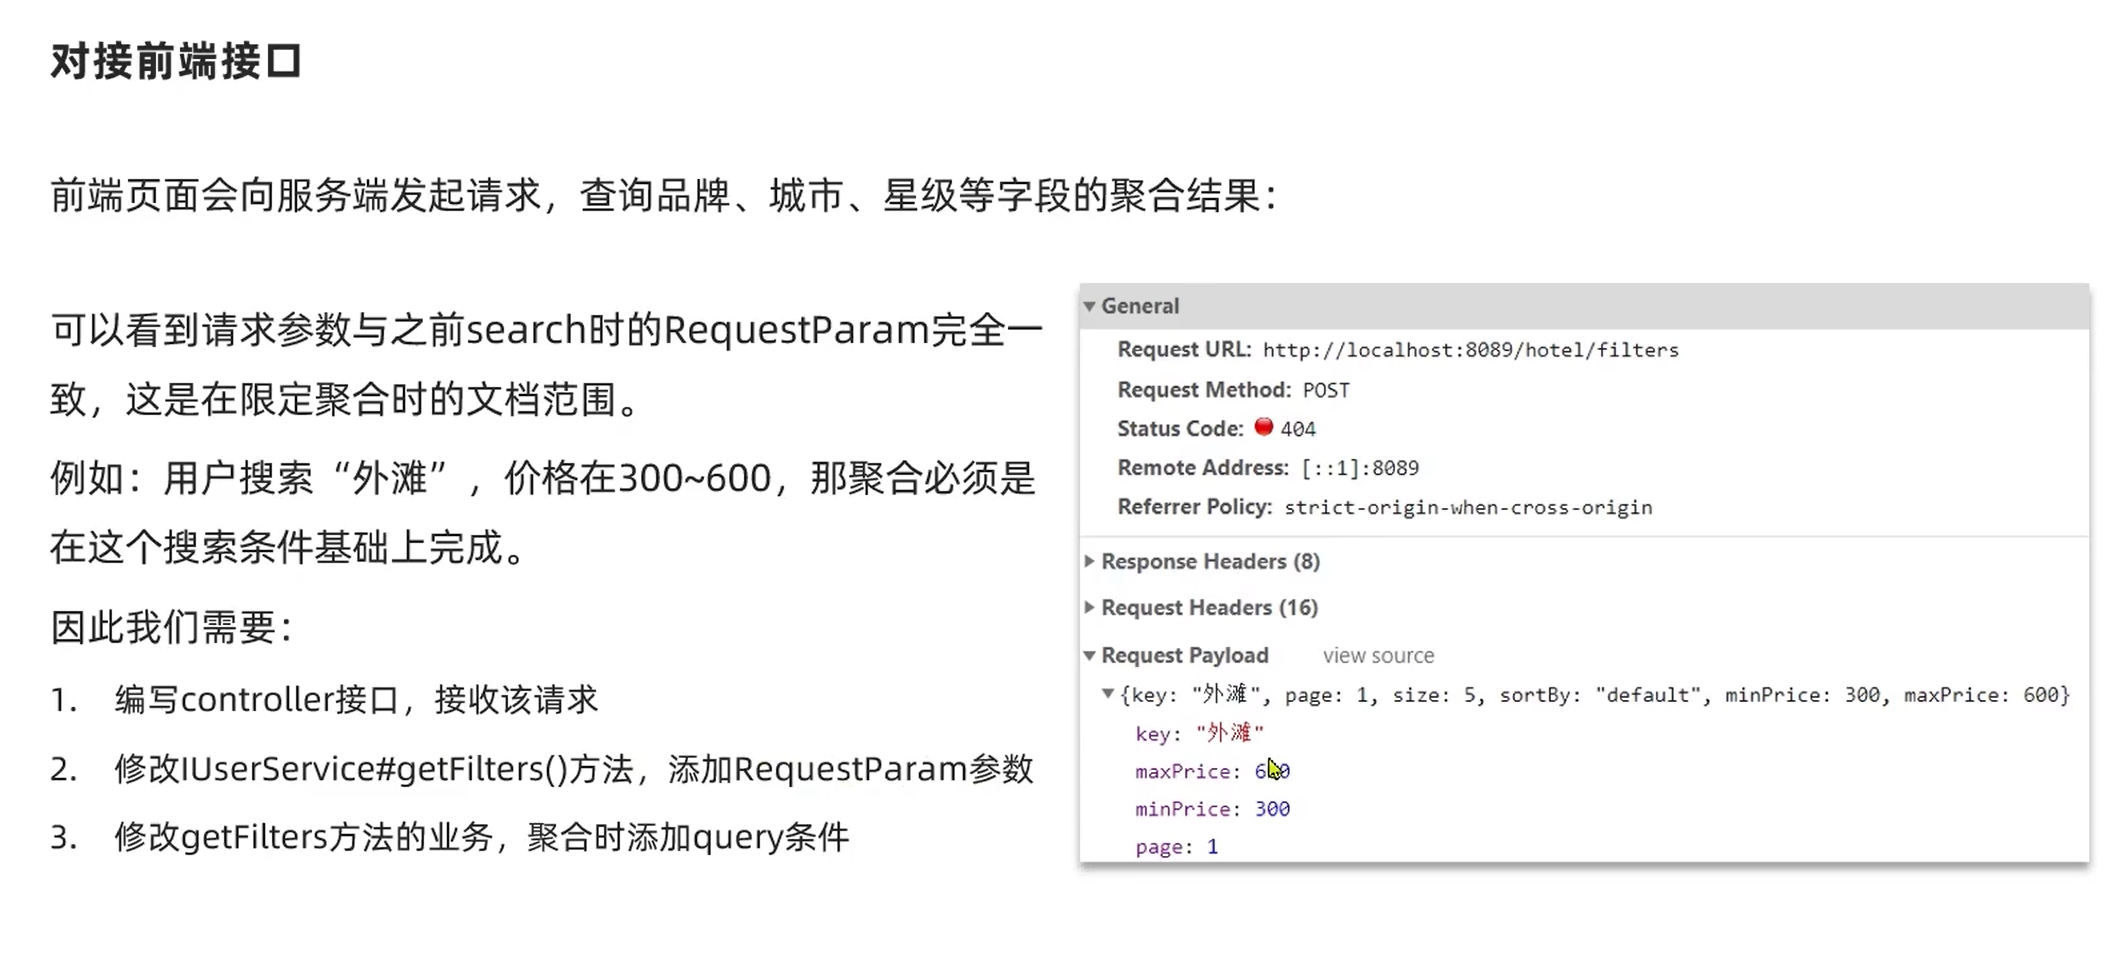 对接前端接口
前端页面会向服务端发起请求，查询品牌、城市、星级等字段的聚合结果：
可以看到请求参数与之前search时的RequestParam完全一
致，这是在限定聚合时的文档范围。
例如：用户搜索“外滩”，价格在300~600，那聚合必须是
在这个搜索条件基础上完成。
因此我们需要：
1. 编写controller接口，接收该请求
2. 修改IUserService#getFilters()方法，添加RequestParam参数
3. 修改getFilters方法的业务，聚合时添加query条件
General
Request URL: http://localhost:8089/hotel/filters
Request Method: POST
Status Code: 404
Remote Address: [::1]:8089
Referrer Policy: strict-origin-when-cross-origin
Response Headers (8)
Request Headers (16)
Request Payload view source
{key: "外滩", page: 1, size: 5, sortBy: "default", minPrice: 300, maxPrice: 600}
key: "外滩"
maxPrice: 600
minPrice: 300
page: 1